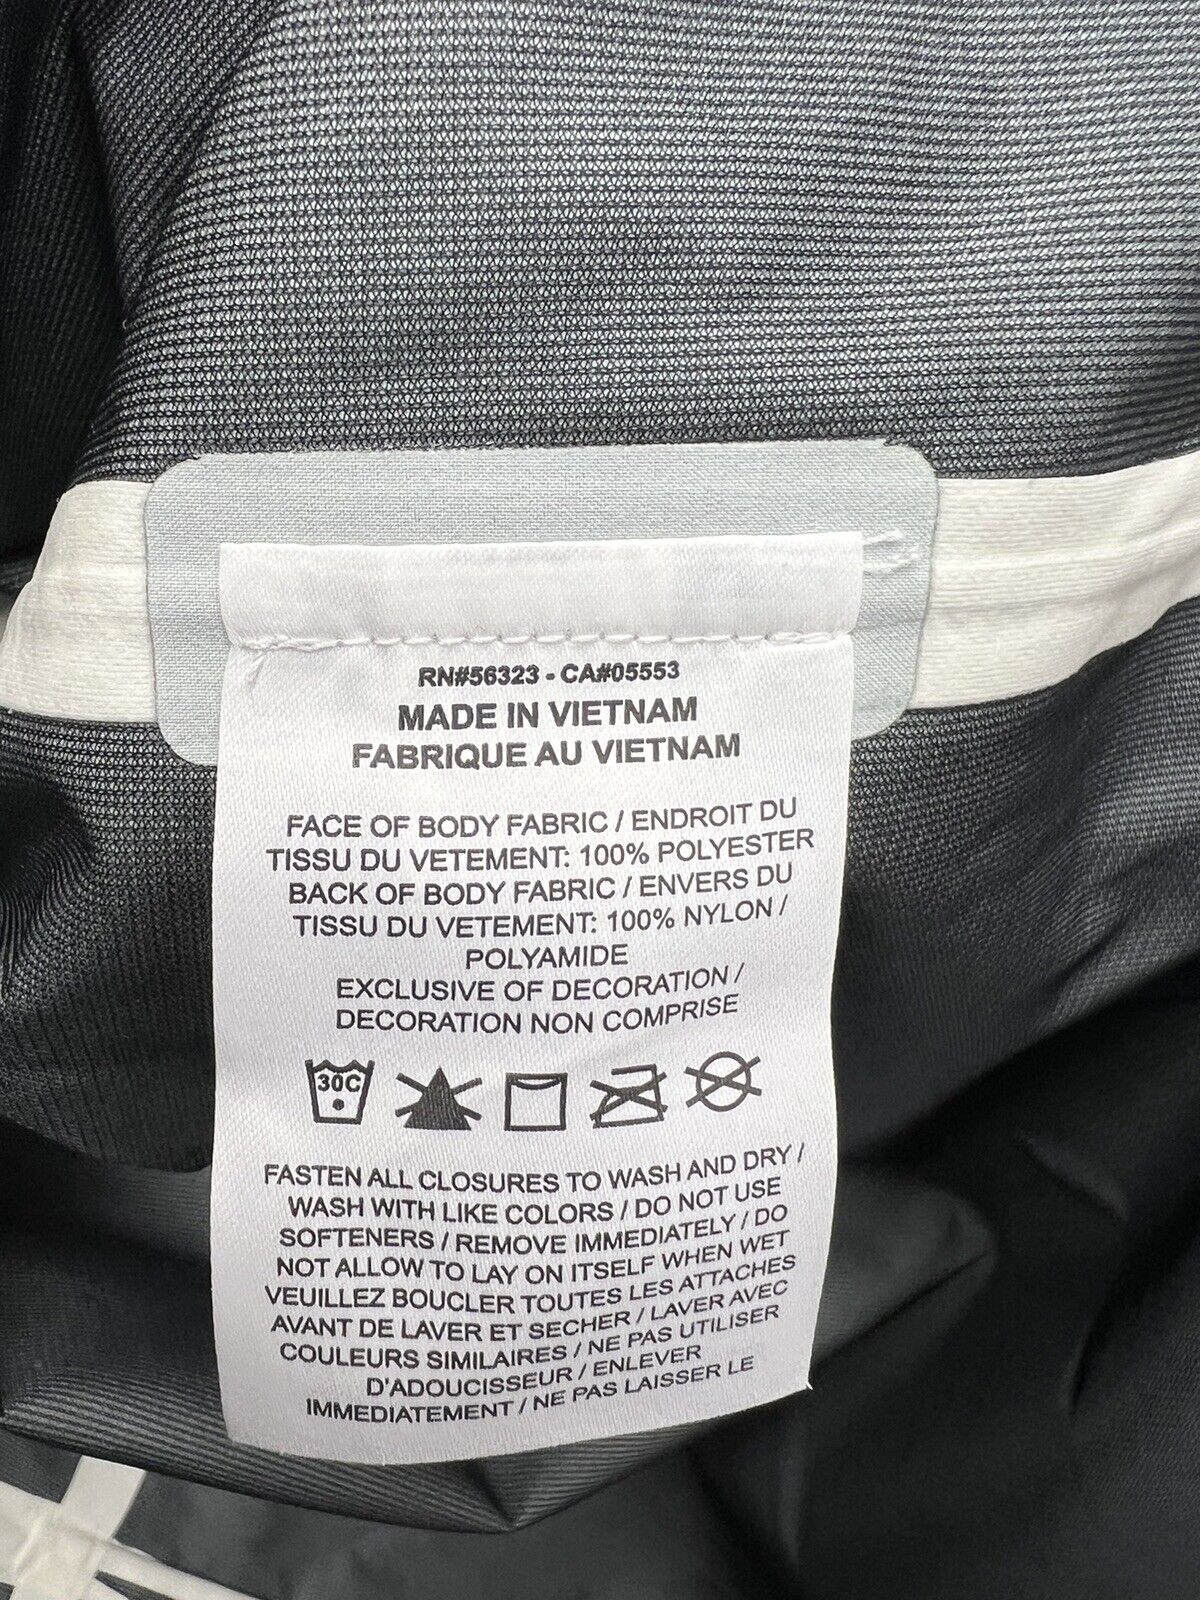 RN#56323 - CA#05553
MADE IN VIETNAM
FABRIQUE AU VIETNAM
FACE OF BODY FABRIC / ENDROIT DU
TISSU DU VETEMENT: 100% POLYESTER
BACK OF BODY FABRIC / ENVERS DU
TISSU DU VETEMENT: 100% NYLON /
POLYAMIDE
EXCLUSIVE OF DECORATION /
DECORATION NON COMPRISE
30C
FASTEN ALL CLOSURES TO WASH AND DRY /
WASH WITH LIKE COLORS / DO NOT USE
SOFTENERS / REMOVE IMMEDIATELY / DO
NOT ALLOW TO LAY ON ITSELF WHEN WET
VEUILLEZ BOUCLER TOUTES LES ATTACHES
AVANT DE LAVER ET SECHER / LAVER AVEC
COULEURS SIMILAIRES / NE PAS UTILISER
D'ADOUCISSEUR / ENLEVER
IMMEDIATEMENT / NE PAS LAISSER LE